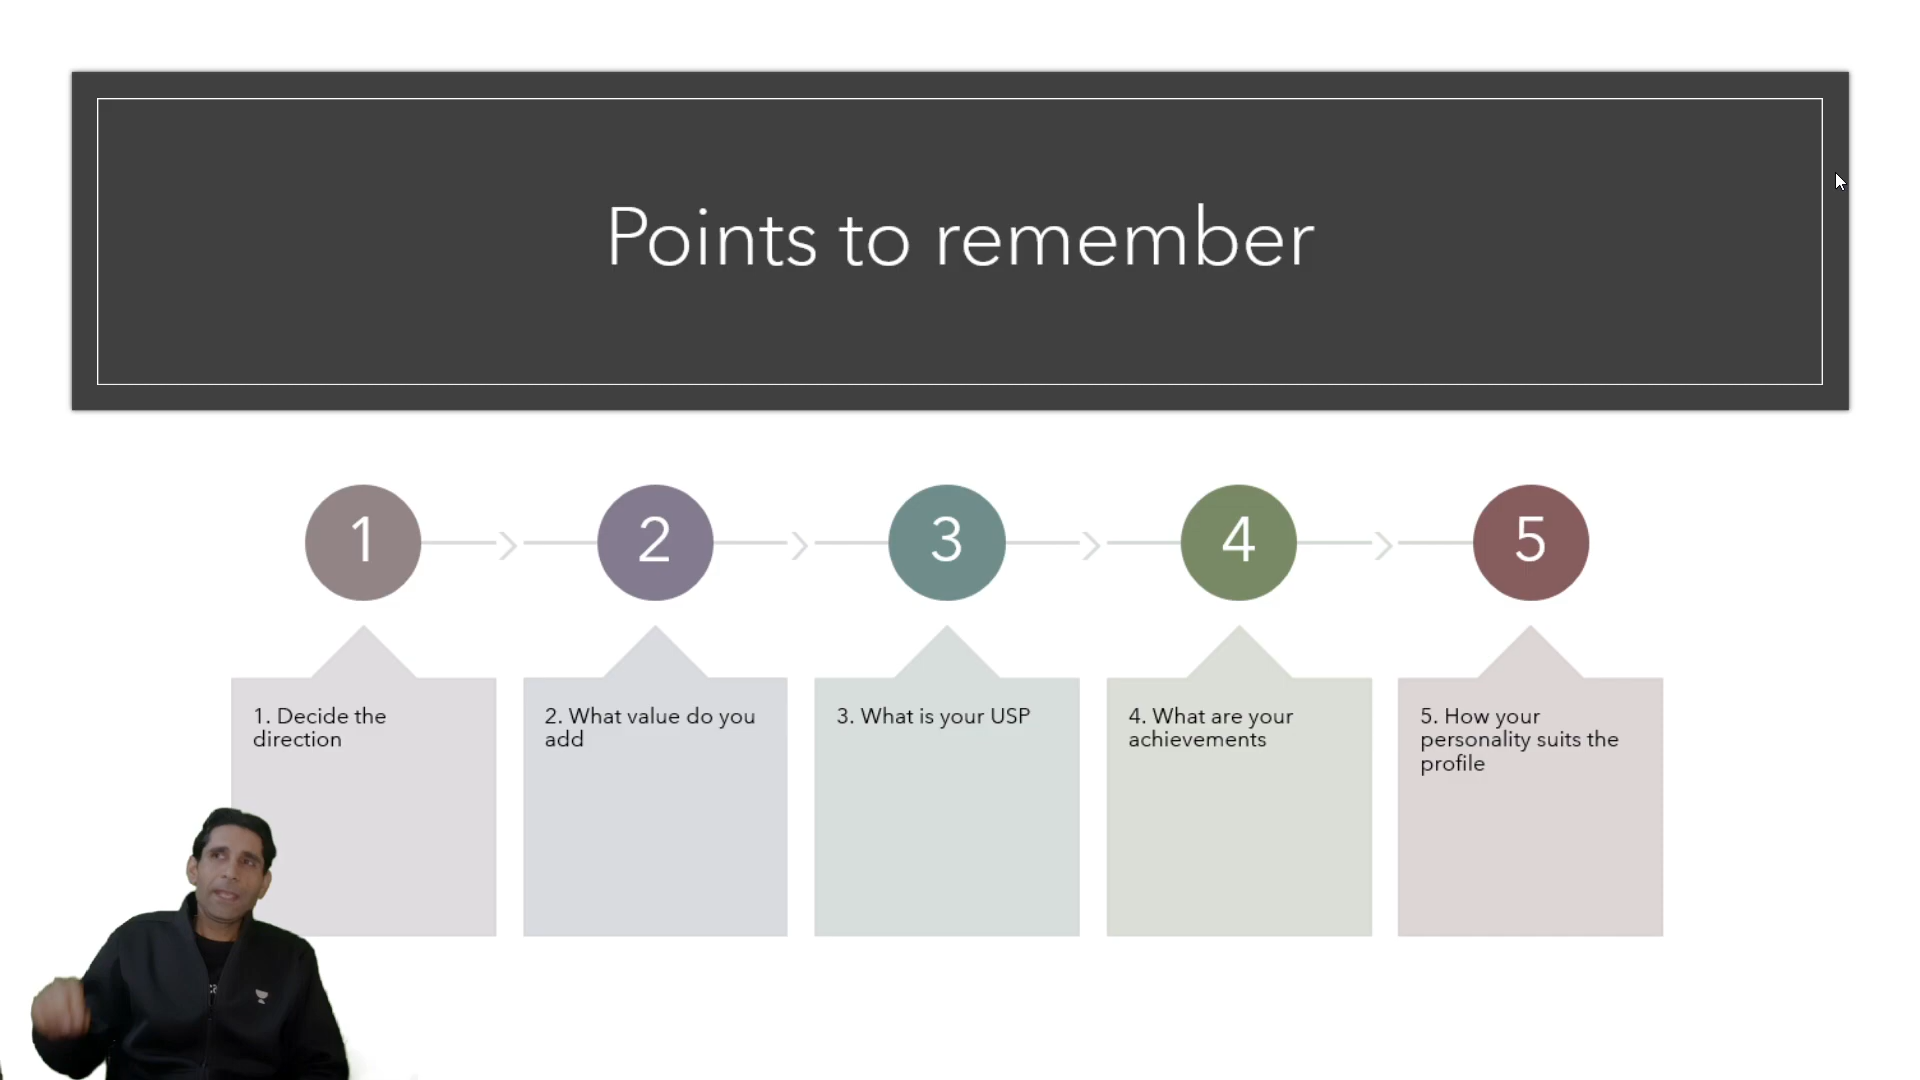 Points to remember
1
2
3
4
5
1. Decide the
direction
2. What value do you
add
3. What is your USP
4. What are your
achievements
5. How your
personality suits the
profile